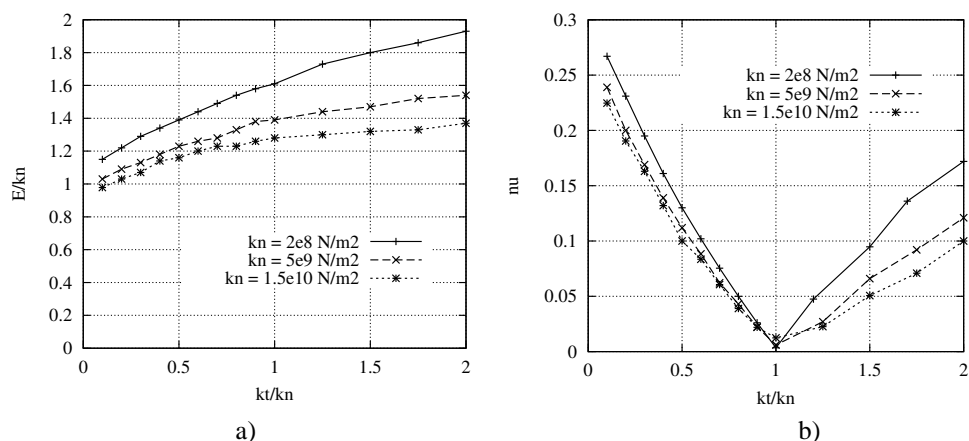 2
1.8
1.6
1.4
1.2
1
0.8
0.6
0.4
0.2
0
E/kn
kn = 2e8 N/m2
kn = 5e9 N/m2
kn = 1.5e10 N/m2
0 0.5 1 1.5 2
kt/kn
a)
0.3
0.25
0.2
0.15
0.1
0.05
0
nu
kn = 2e8 N/m2
kn = 5e9 N/m2
kn = 1.5e10 N/m2
0 0.5 1 1.5 2
kt/kn
b)